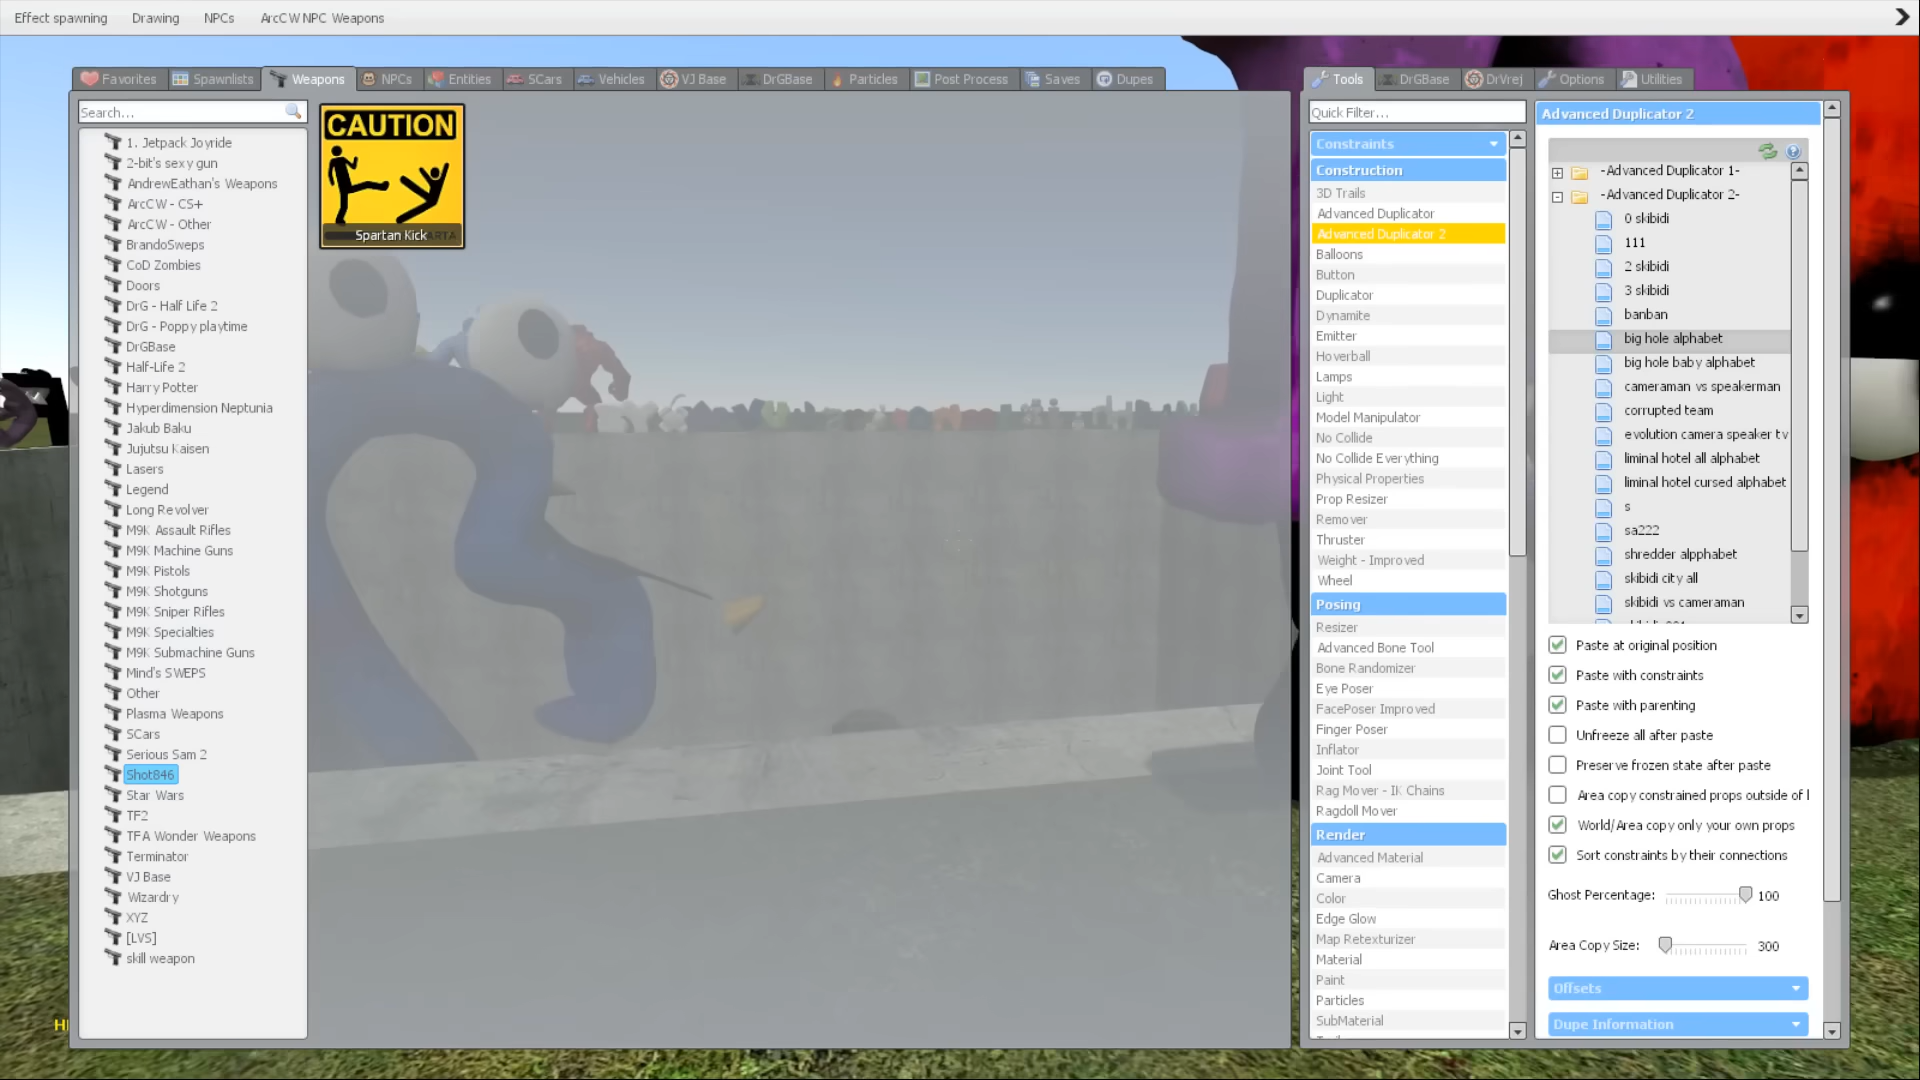 Effect spawning Drawing NPCs ArcCW NPC Weapons
Favorites Spawnlists Weapons NPCs Entities SCars Vehicles VJ Base DrGBase Particles Post Process Saves Dupes
Search...
1. Jetpack Joyride
2-bit's sexy gun
AndrewEathan's Weapons
ArcCW - CS+
ArcCW - Other
BrandoSweps
CoD Zombies
Doors
DrG - Half Life 2
DrG - Poppy playtime
DrGBase
Half-Life 2
Harry Potter
Hyperdimension Neptunia
Jakub Baku
Jujutsu Kaisen
Lasers
Legend
Long Revolver
M9K Assault Rifles
M9K Machine Guns
M9K Pistols
M9K Shotguns
M9K Sniper Rifles
M9K Specialties
M9K Submachine Guns
Mind's SWEPS
Other
Plasma Weapons
SCars
Serious Sam 2
Shot846
Star Wars
TF2
TFA Wonder Weapons
Terminator
VJ Base
Wizardry
XYZ
[LVS]
skill weapon
CAUTION
Spartan Kick
Tools DrGBase DrVrej Options Utilities
Quick Filter...
Constraints
Construction
3D Trails
Advanced Duplicator
Advanced Duplicator 2
Balloons
Button
Duplicator
Dynamite
Emitter
Hoverball
Lamps
Light
Model Manipulator
No Collide
No Collide Everything
Physical Properties
Prop Resizer
Remover
Thruster
Weight - Improved
Wheel
Posing
Resizer
Advanced Bone Tool
Bone Randomizer
Eye Poser
FacePoser Improved
Finger Poser
Inflator
Joint Tool
Rag Mover - IK Chains
Ragdoll Mover
Render
Advanced Material
Camera
Color
Edge Glow
Map Retexturizer
Material
Paint
Particles
SubMaterial
Advanced Duplicator 2
-Advanced Duplicator 1-
-Advanced Duplicator 2-
0 skibidi
111
2 skibidi
3 skibidi
banban
big hole alphabet
big hole baby alphabet
cameraman vs speakerman
corrupted team
evolution camera speaker tv
liminal hotel all alphabet
liminal hotel cursed alphabet
s
sa222
shredder alpphabet
skibidi city all
skibidi vs cameraman
Paste at original position
Paste with constraints
Paste with parenting
Unfreeze all after paste
Preserve frozen state after paste
Area copy constrained props outside of
World/Area copy only your own props
Sort constraints by their connections
Ghost Percentage: 100
Area Copy Size: 300
Offsets
Dupe Information